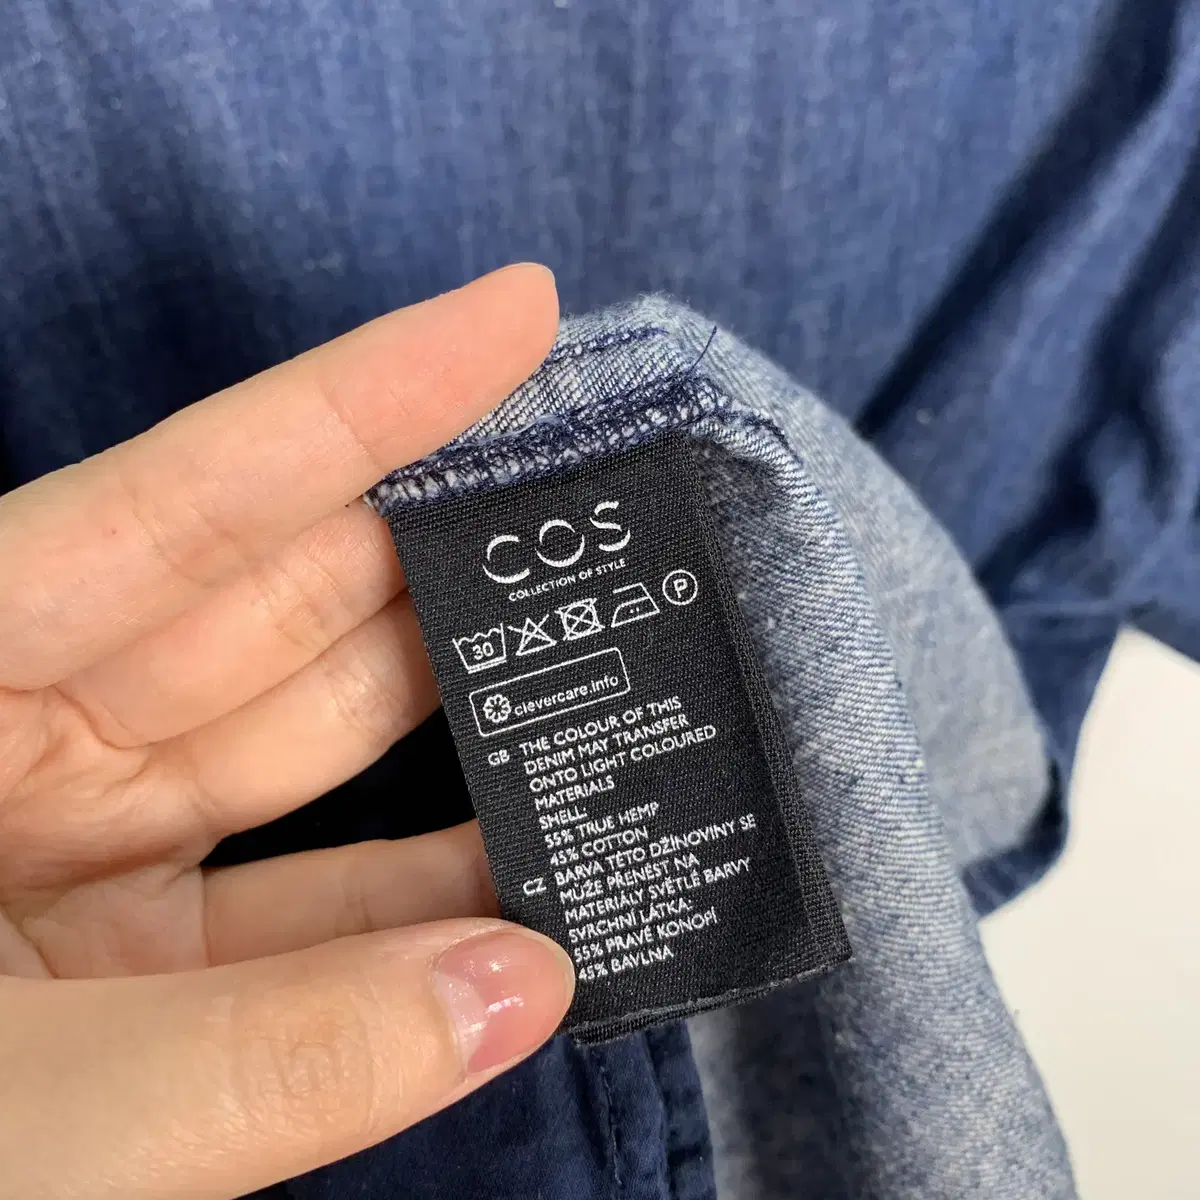 COS
COLLECTION OF STYLE
30
P
clevercare.info
GB THE COLOUR OF THIS
DENIM MAY TRANSFER
ONTO LIGHT COLOURED
MATERIALS
SHELL
55% TRUE HEMP
45% COTTON
CZ BARVA TÉTO DŽÍNOVINY SE
MŮŽE PŘENÉST NA
MATERIÁLY SVĚTLÉ BARVY
SVRCHNÍ LÁTKA:
55% PRAVÉ KONOPÍ
45% BAVLNA